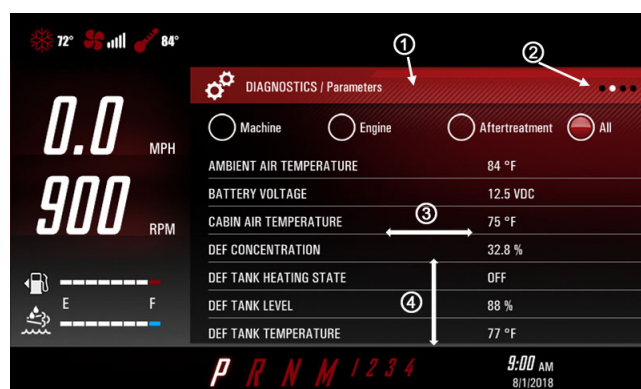 72° 84°
①
②
DIAGNOSTICS / Parameters
0.0 MPH
Machine Engine Aftertreatment All
AMBIENT AIR TEMPERATURE 84 °F
BATTERY VOLTAGE 12.5 VDC
900 RPM
CABIN AIR TEMPERATURE 75 °F
③
DEF CONCENTRATION 32.8 %
DEF TANK HEATING STATE OFF
E F
④
DEF TANK LEVEL 88 %
DEF TANK TEMPERATURE 77 °F
P R N M 1 2 3 4
9:00 AM
8/1/2018